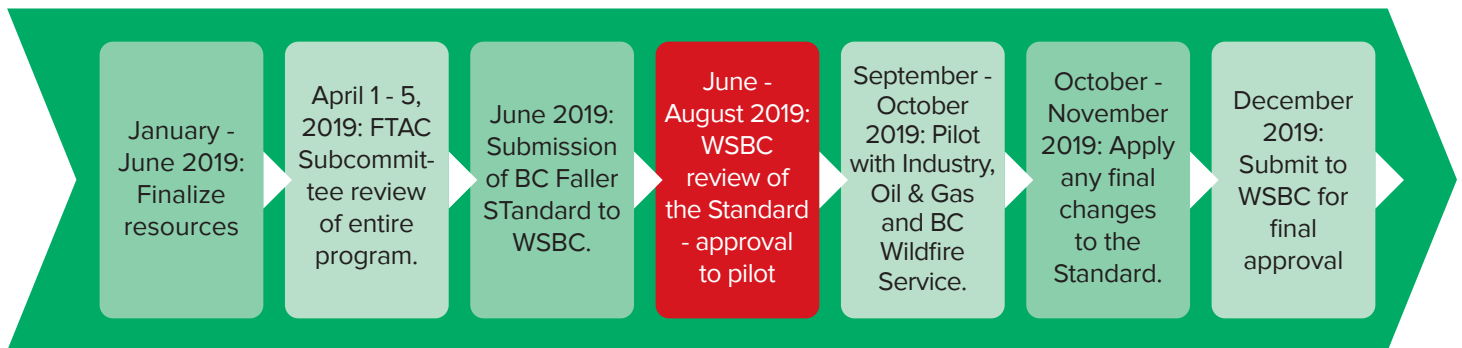 January -
June 2019:
Finalize
resources
April 1 - 5,
2019: FTAC
Subcommit-
tee review
of entire
program.
June 2019:
Submission
of BC Faller
STandard to
WSBC.
June -
August 2019:
WSBC
review of
the Standard
- approval
to pilot
September -
October
2019: Pilot
with Industry,
Oil & Gas
and BC
Wildfire
Service.
October -
November
2019: Apply
any final
changes
to the
Standard.
December
2019:
Submit to
WSBC for
final
approval